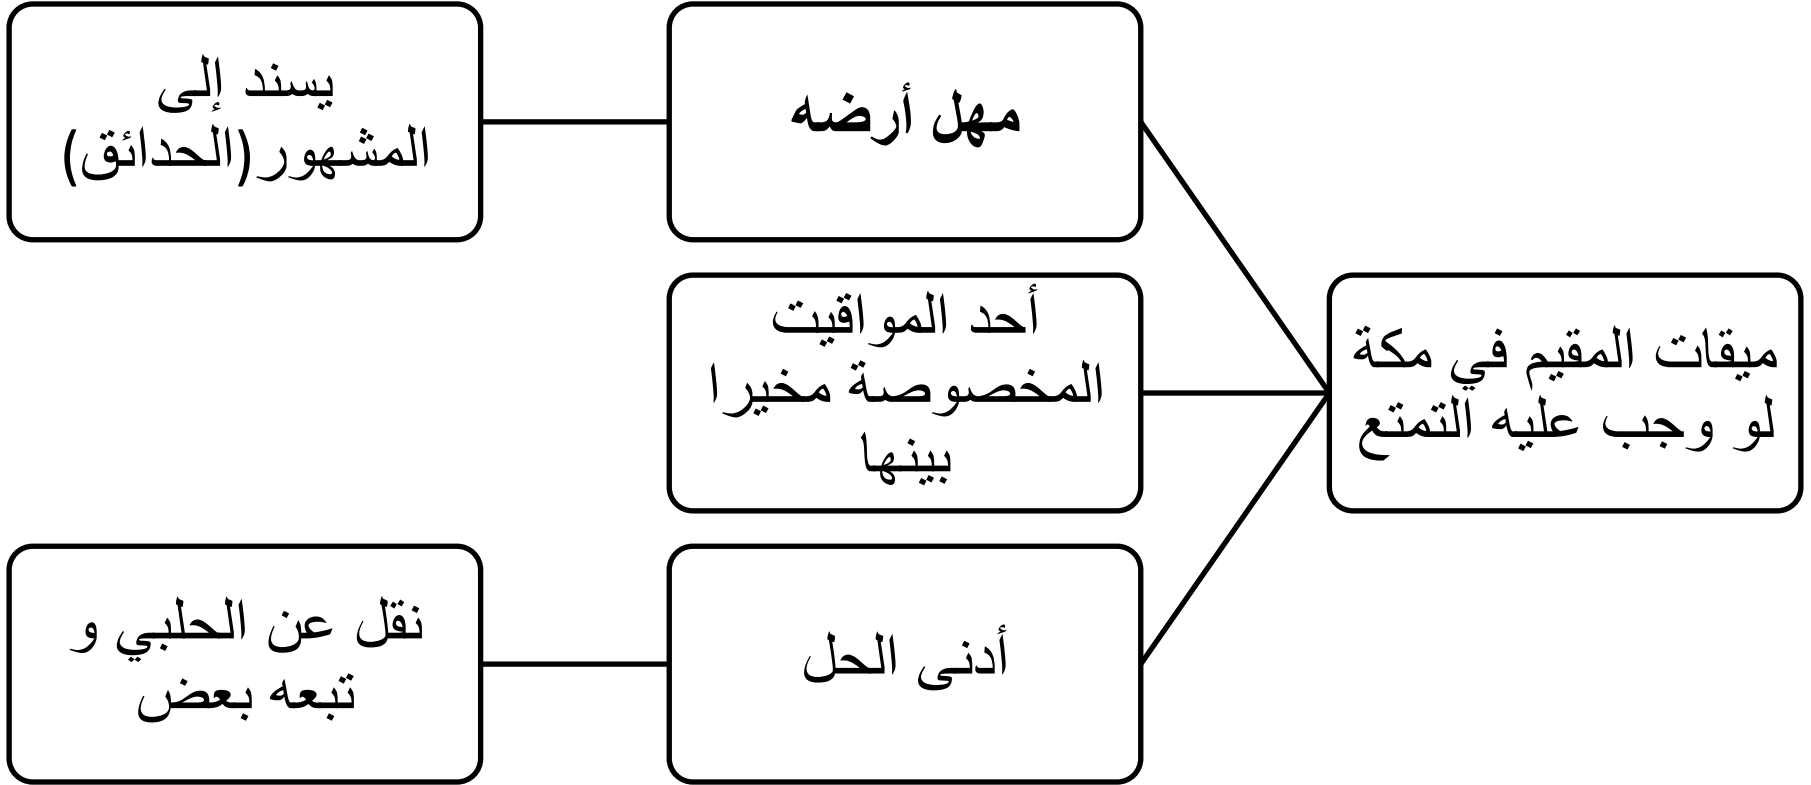 ميقات المقيم في مكة
لو وجب عليه التمتع
مهل أرضه
يسند إلى
المشهور(الحدائق)
أحد المواقيت
المخصوصة مخيرا
بينها
أدنى الحل
نقل عن الحلبي و
تبعه بعض